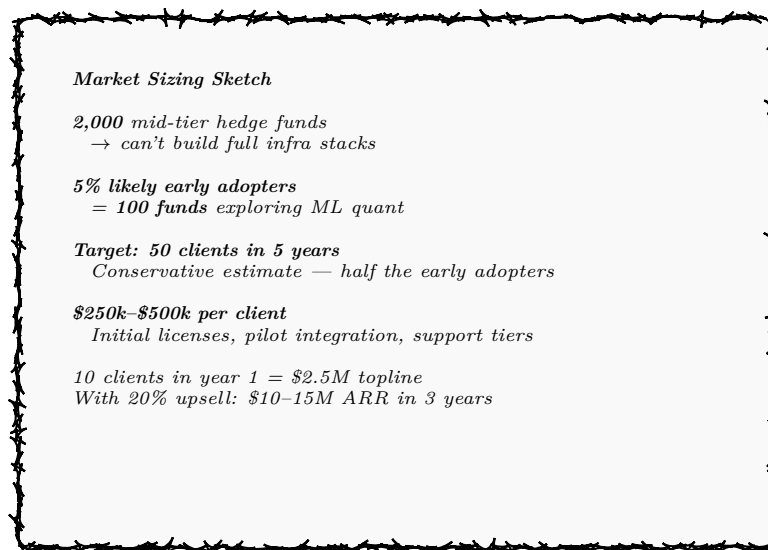 Market Sizing Sketch
2,000 mid-tier hedge funds
→ can't build full infra stacks
5% likely early adopters
= 100 funds exploring ML quant
Target: 50 clients in 5 years
Conservative estimate — half the early adopters
$250k–$500k per client
Initial licenses, pilot integration, support tiers
10 clients in year 1 = $2.5M topline
With 20% upsell: $10–15M ARR in 3 years